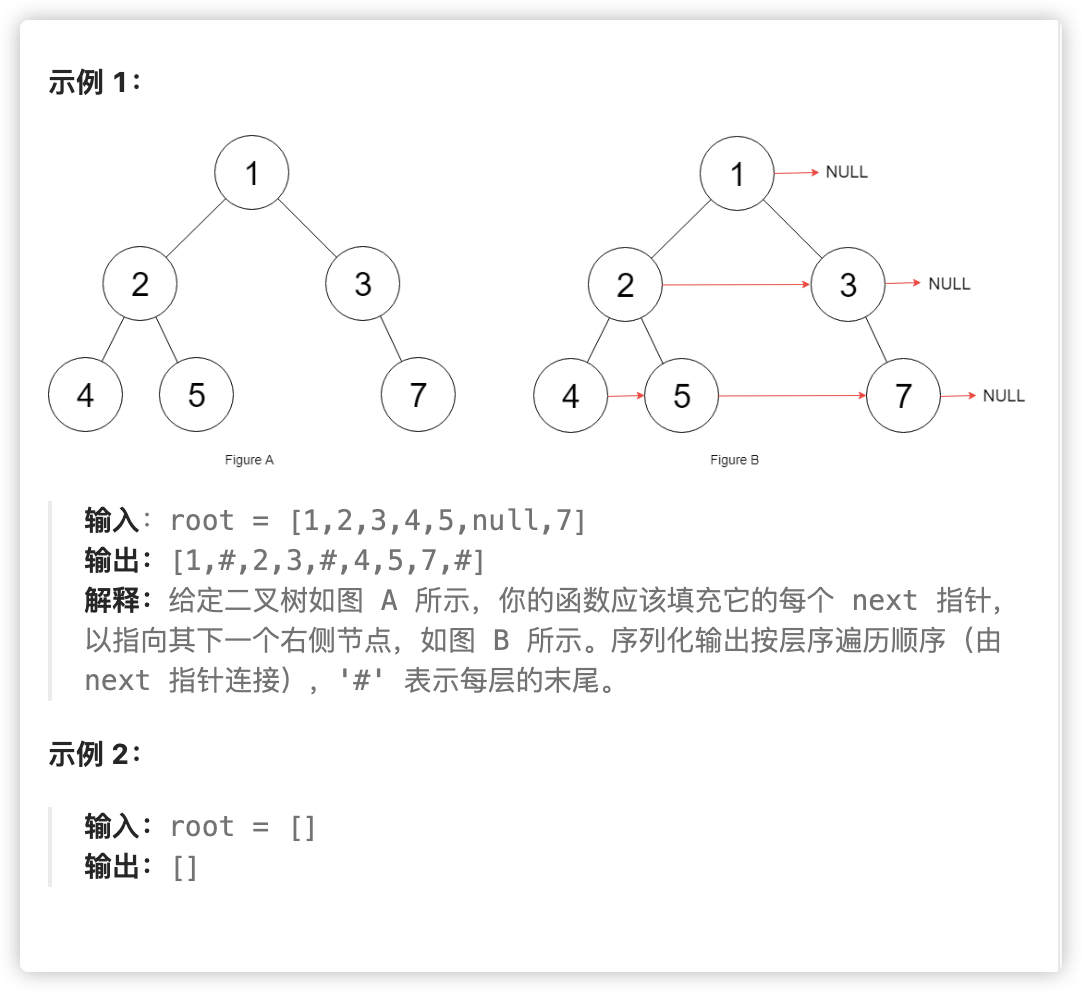 示例 1：
1
1
NULL
2
3
2
3
NULL
4
5
7
4
5
7
NULL
Figure A
Figure B
输入：root = [1,2,3,4,5,null,7]
输出：[1,#,2,3,#,4,5,7,#]
解释：给定二叉树如图 A 所示，你的函数应该填充它的每个 next 指针，
以指向其下一个右侧节点，如图 B 所示。序列化输出按层序遍历顺序（由
next 指针连接），'#' 表示每层的末尾。
示例 2：
输入：root = []
输出：[]